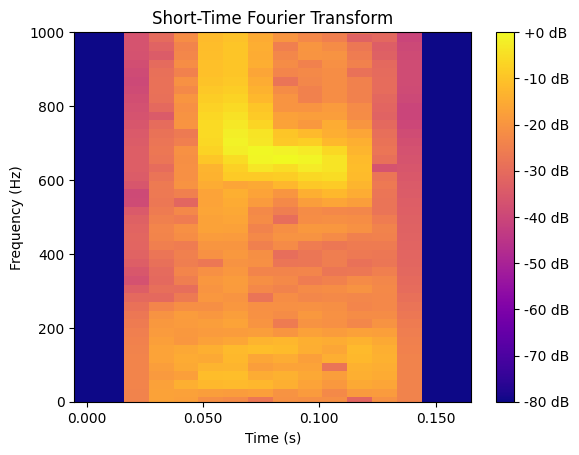 Short-Time Fourier Transform
1000
800
600
400
200
0
Frequency (Hz)
0.000
0.050
0.100
0.150
Time (s)
+0 dB
-10 dB
-20 dB
-30 dB
-40 dB
-50 dB
-60 dB
-70 dB
-80 dB